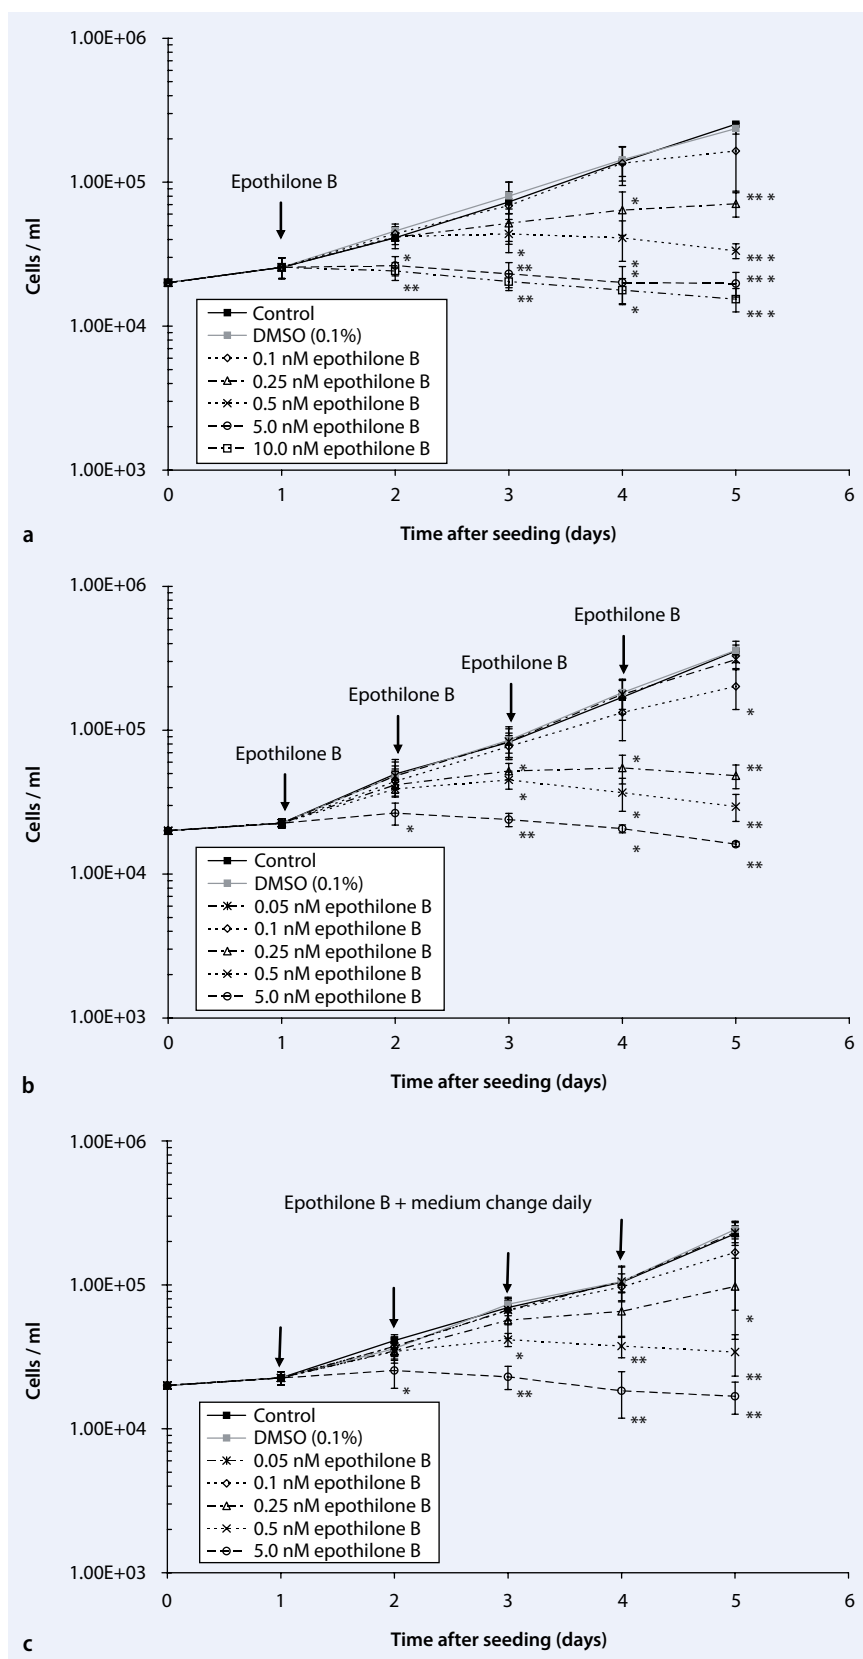 1.00E+06
1.00E+05
1.00E+04
1.00E+03
Cells / ml
Epothilone B
*
**
*
**
**
*
*
*
*
** *
** *
** *
** *
Control
DMSO (0.1%)
0.1 nM epothilone B
0.25 nM epothilone B
0.5 nM epothilone B
5.0 nM epothilone B
10.0 nM epothilone B
0 1 2 3 4 5 6
Time after seeding (days)
a
1.00E+06
1.00E+05
1.00E+04
1.00E+03
Cells / ml
Epothilone B
Epothilone B
Epothilone B
Epothilone B
*
*
*
**
*
*
*
*
**
**
**
Control
DMSO (0.1%)
0.05 nM epothilone B
0.1 nM epothilone B
0.25 nM epothilone B
0.5 nM epothilone B
5.0 nM epothilone B
0 1 2 3 4 5 6
Time after seeding (days)
b
1.00E+06
1.00E+05
1.00E+04
1.00E+03
Cells / ml
Epothilone B + medium change daily
*
*
**
**
**
*
**
**
Control
DMSO (0.1%)
0.05 nM epothilone B
0.1 nM epothilone B
0.25 nM epothilone B
0.5 nM epothilone B
5.0 nM epothilone B
0 1 2 3 4 5 6
Time after seeding (days)
c